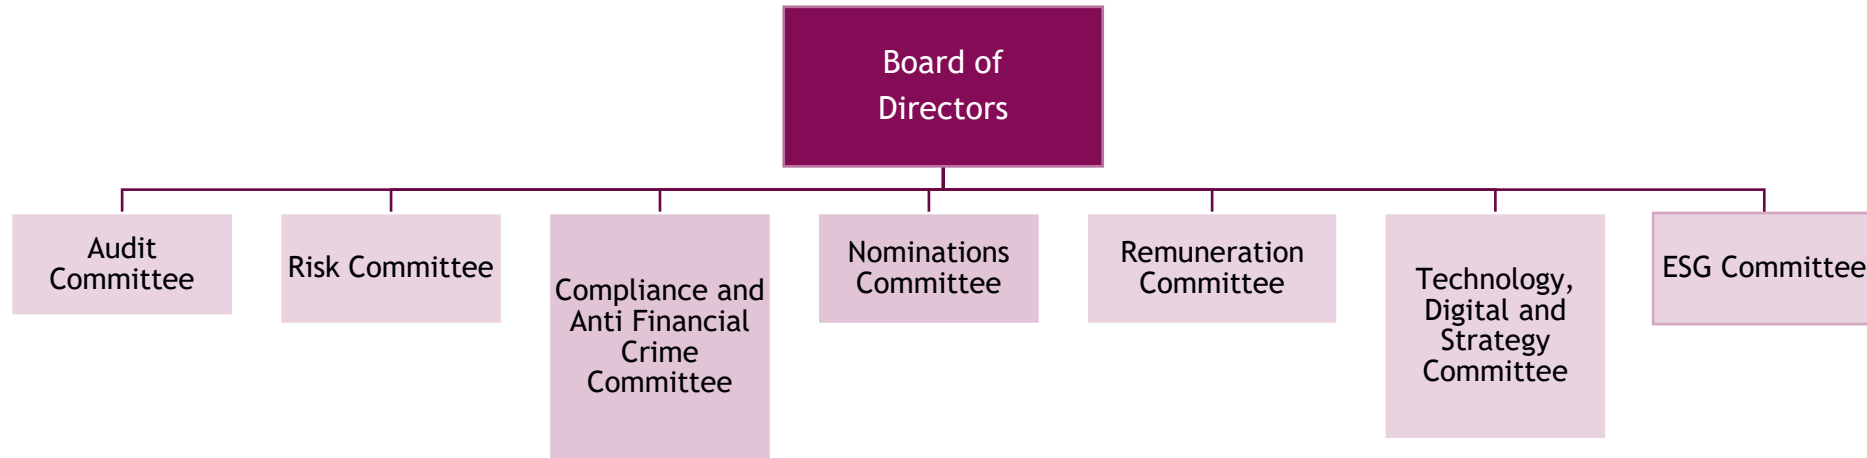 Board of
Directors
Audit
Committee
Risk Committee
Compliance and
Anti Financial
Crime
Committee
Nominations
Committee
Remuneration
Committee
Technology,
Digital and
Strategy
Committee
ESG Committee